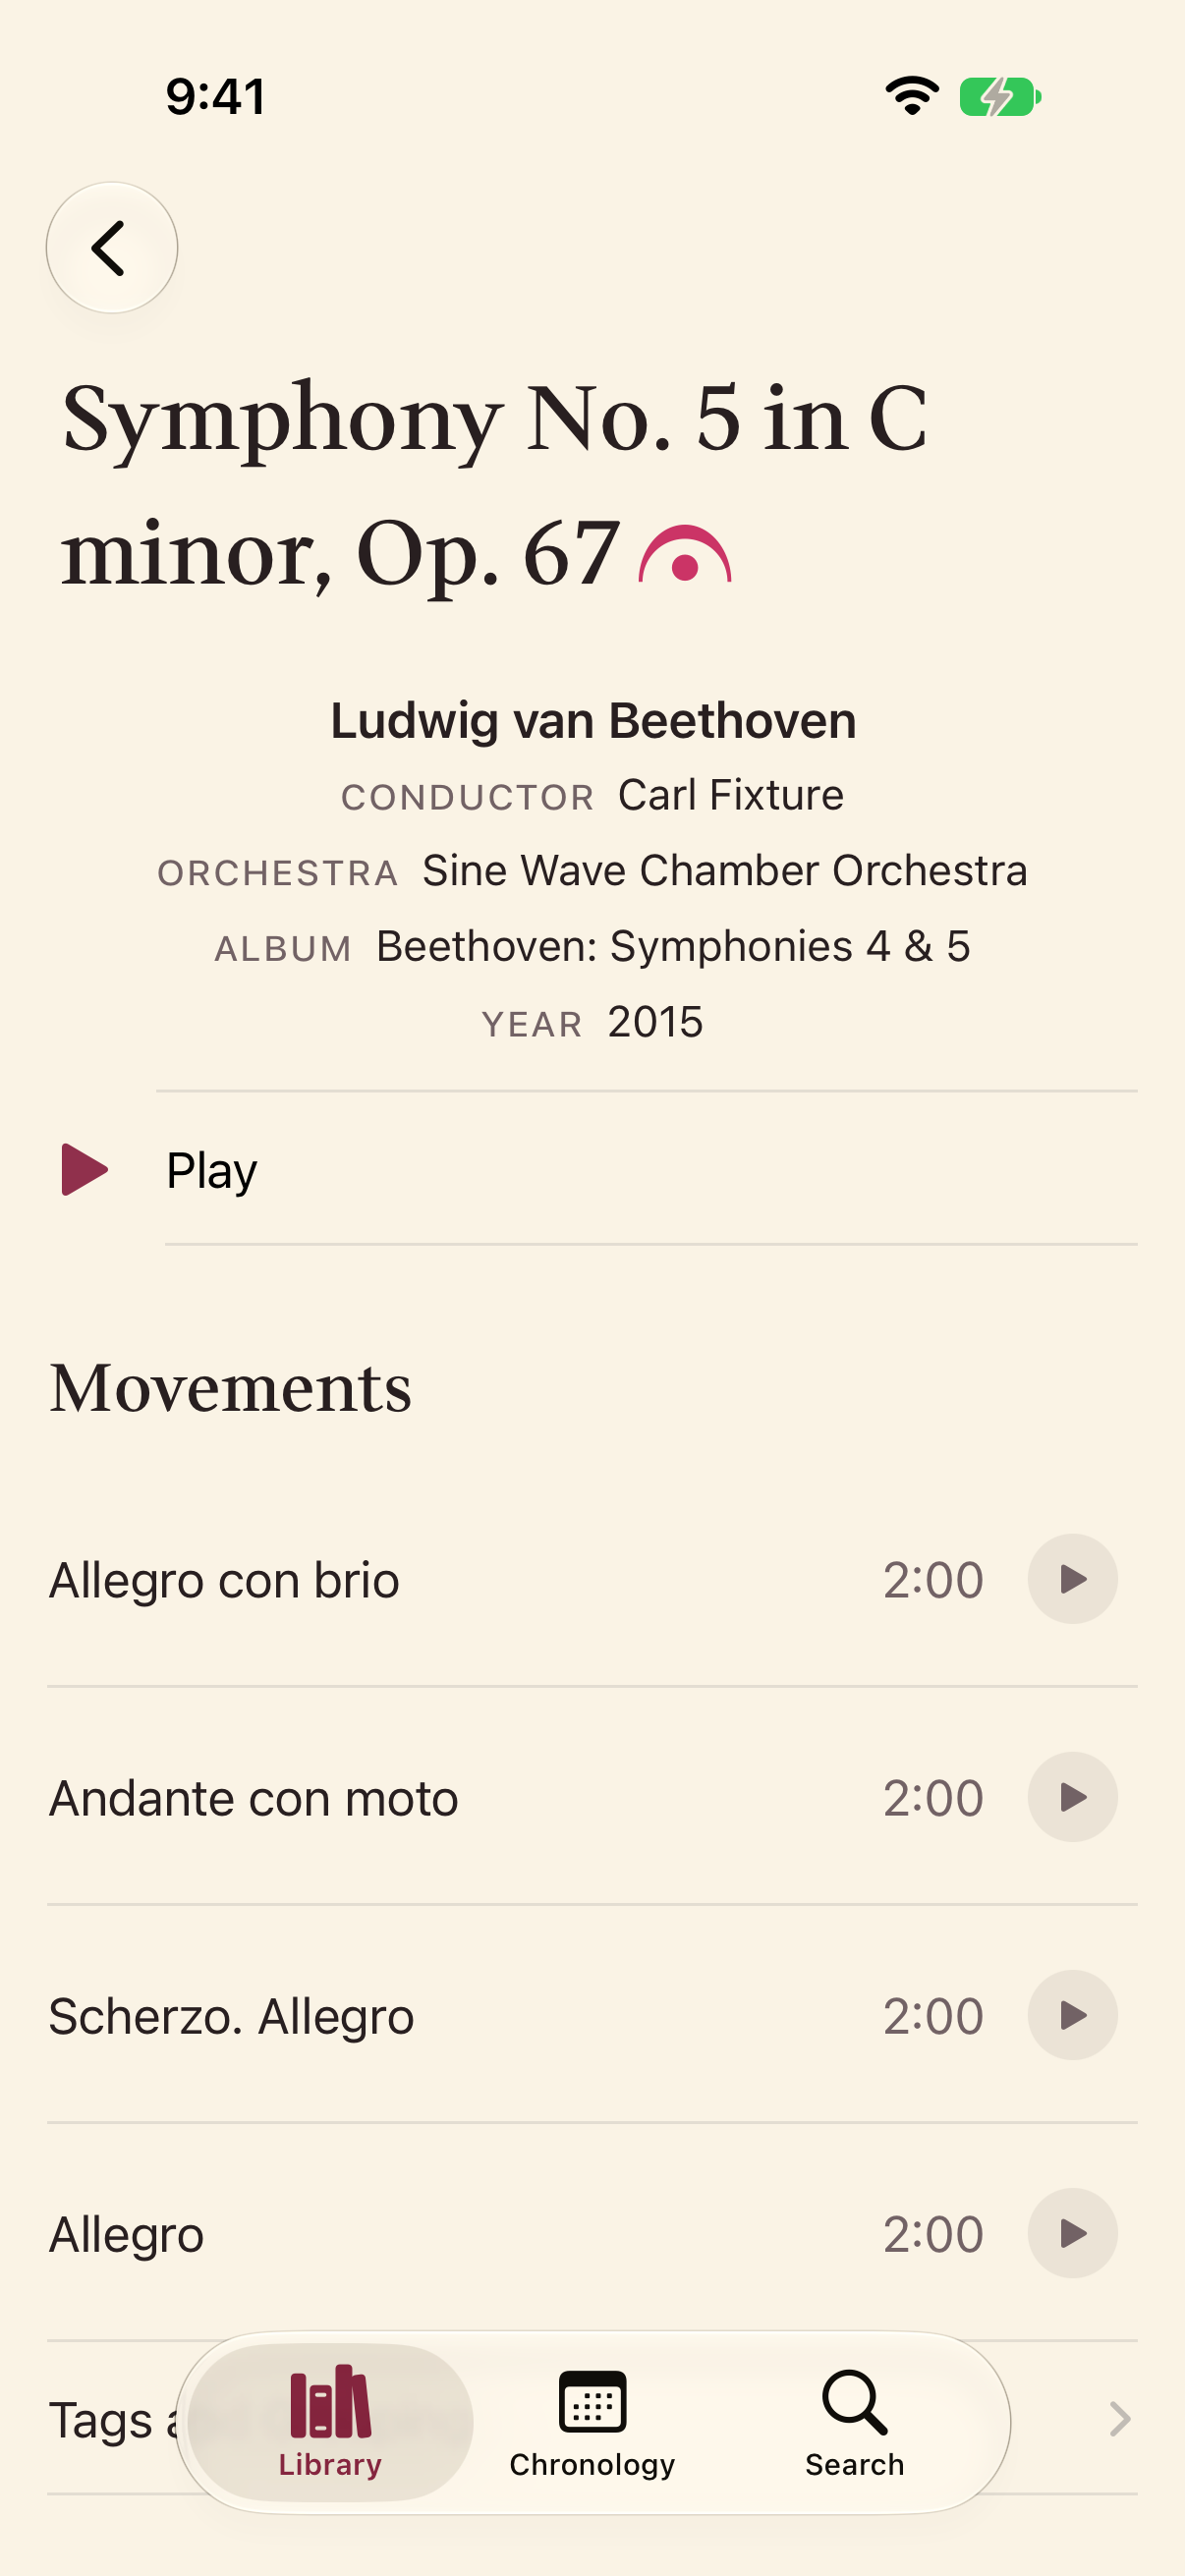 9:41
Symphony No. 5 in C
minor, Op. 67
Ludwig van Beethoven
CONDUCTOR Carl Fixture
ORCHESTRA Sine Wave Chamber Orchestra
ALBUM Beethoven: Symphonies 4 & 5
YEAR 2015
Play
Movements
Allegro con brio 2:00
Andante con moto 2:00
Scherzo. Allegro 2:00
Allegro 2:00
Tags
Library Chronology Search